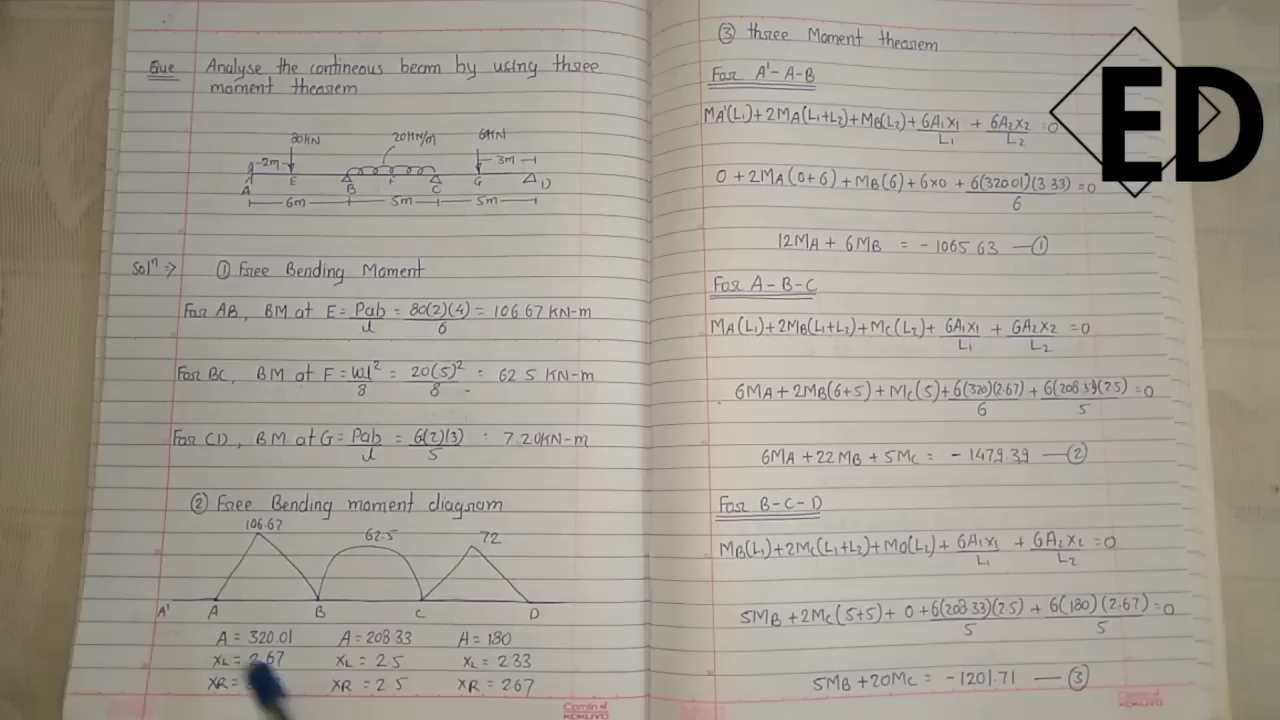 Que Analyse the contineous beam by using three
moment theorem
20KN 20KN/m 6KN
2m 3m
A E B F C G D
6m 5m 5m
Solⁿ ⇒ ① Free Bending Moment
For AB, BM at E = Pab/l = 80(2)(4)/6 = 106.67 KN-m
For BC, BM at F = wl²/8 = 20(5)²/8 = 62.5 KN-m
For CD, BM at G = Pab/l = 6(2)(3)/5 = 7.20KN-m
② Free Bending moment diagram
106.67 62.5 72
A' A B C D
A = 320.01 A = 208.33 A = 180
XL = 2.67 XL = 2.5 XL = 2.33
XR = XR = 2.5 XR = 2.67
③ three Moment theorem
For A'-A-B
MA'(L₁)+2MA(L₁+L₂)+MB(L₂)+6A₁x₁/L₁ + 6A₂x₂/L₂ = 0
0+2MA(0+6)+MB(6)+6×0+6(320.01)(3.33)/6 = 0
12MA + 6MB = -1065.63 —①
For A-B-C
MA(L₁)+2MB(L₁+L₂)+MC(L₂)+6A₁x₁/L₁ + 6A₂x₂/L₂ = 0
6MA+2MB(6+5)+MC(5)+6(320)(2.67)/6 + 6(208.33)(2.5)/5 = 0
6MA+22MB+5MC = -1479.39 —②
For B-C-D
MB(L₁)+2MC(L₁+L₂)+MD(L₂)+6A₁x₁/L₁ + 6A₂x₂/L₂ = 0
5MB+2MC(5+5)+0+6(208.33)(2.5)/5 + 6(180)(2.67)/5 = 0
5MB+20MC = -1201.71 —③
ED
Camlin
KOKUYO
Camlin
KOKUYO